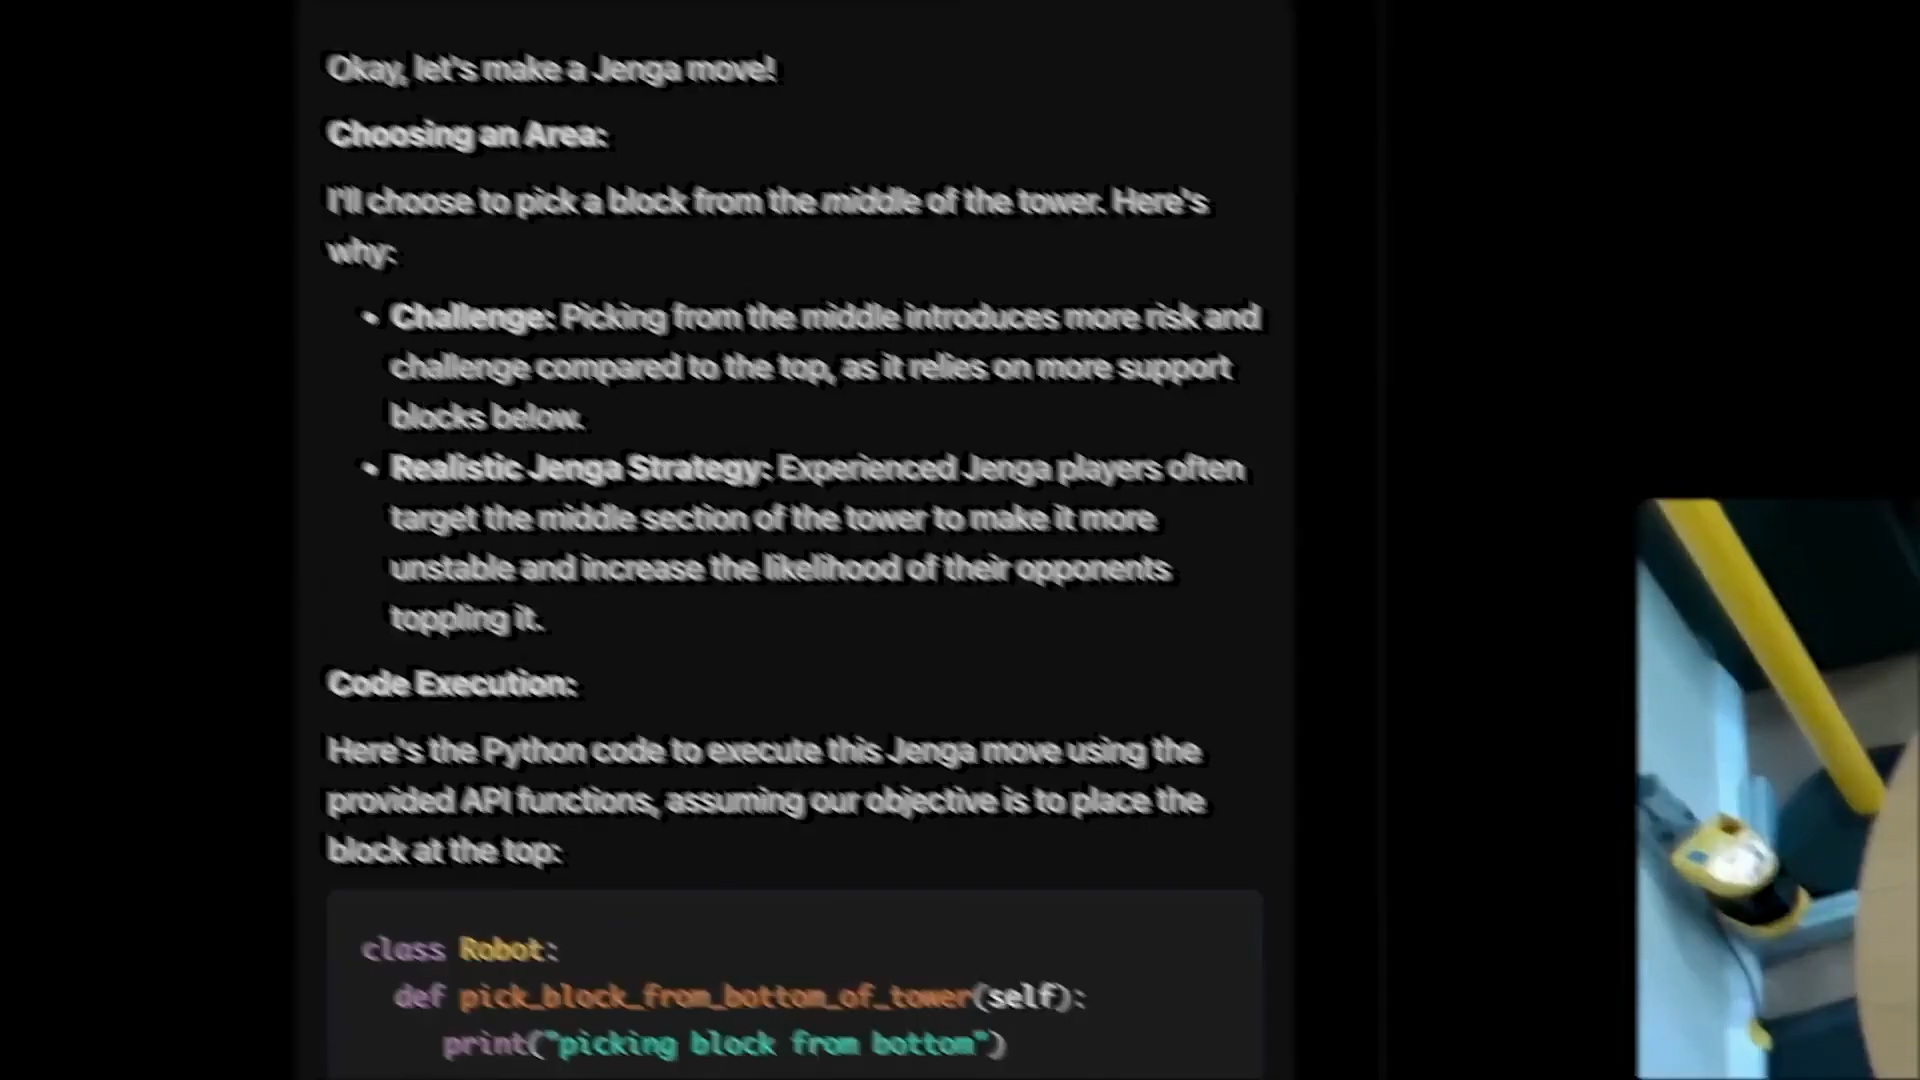 Okay, let's make a Jenga move!
Choosing an Area:
I'll choose to pick a block from the middle of the tower. Here's
why:
• Challenge: Picking from the middle introduces more risk and
challenge compared to the top, as it relies on more support
blocks below.
• Realistic Jenga Strategy: Experienced Jenga players often
target the middle section of the tower to make it more
unstable and increase the likelihood of their opponents
toppling it.
Code Execution:
Here's the Python code to execute this Jenga move using the
provided API functions, assuming our objective is to place the
block at the top:
class Robot:
def pick_block_from_bottom_of_tower(self):
print("picking block from bottom")